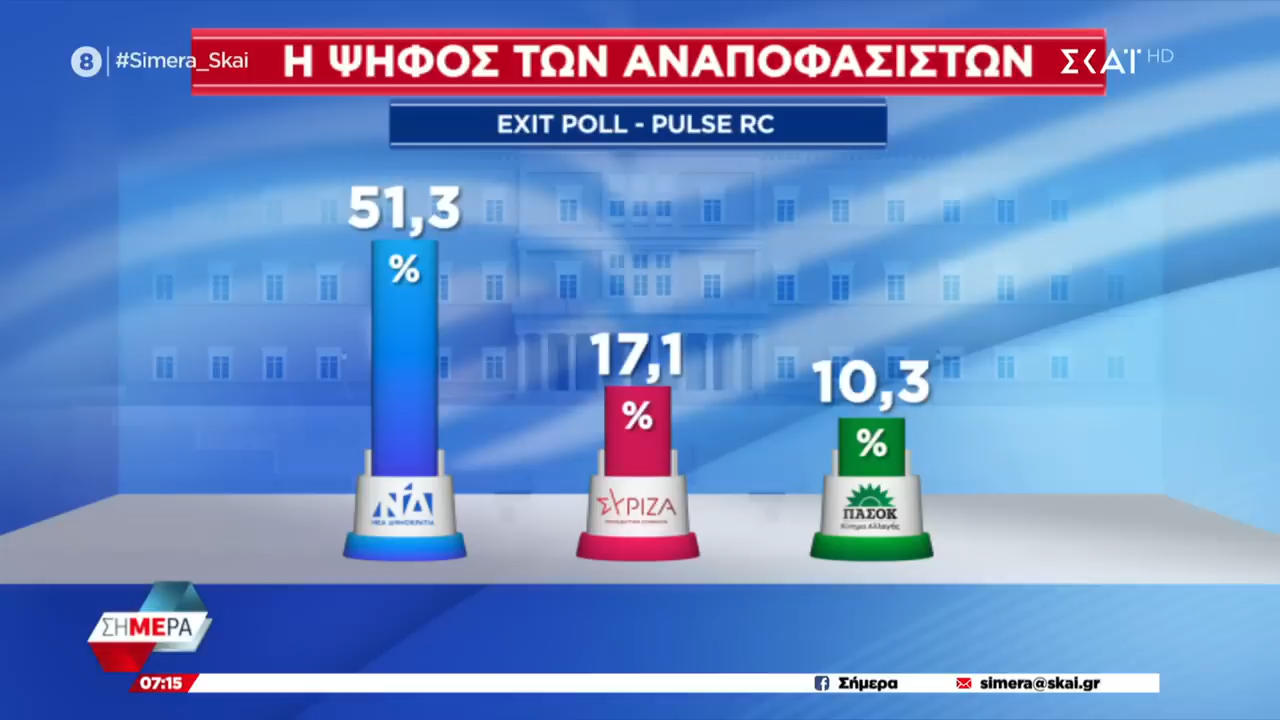 8 #Simera_Skai
Η ΨΗΦΟΣ ΤΩΝ ΑΝΑΠΟΦΑΣΙΣΤΩΝ
ΣΚΑΪ HD
EXIT POLL - PULSE RC
51,3
%
17,1
%
10,3
%
ΝΔ
ΝΕΑ ΔΗΜΟΚΡΑΤΙΑ
ΣΥΡΙΖΑ
ΠΑΣΟΚ
Κίνημα Αλλαγής
ΣΗΜΕΡΑ
07:15
Σήμερα
simera@skai.gr